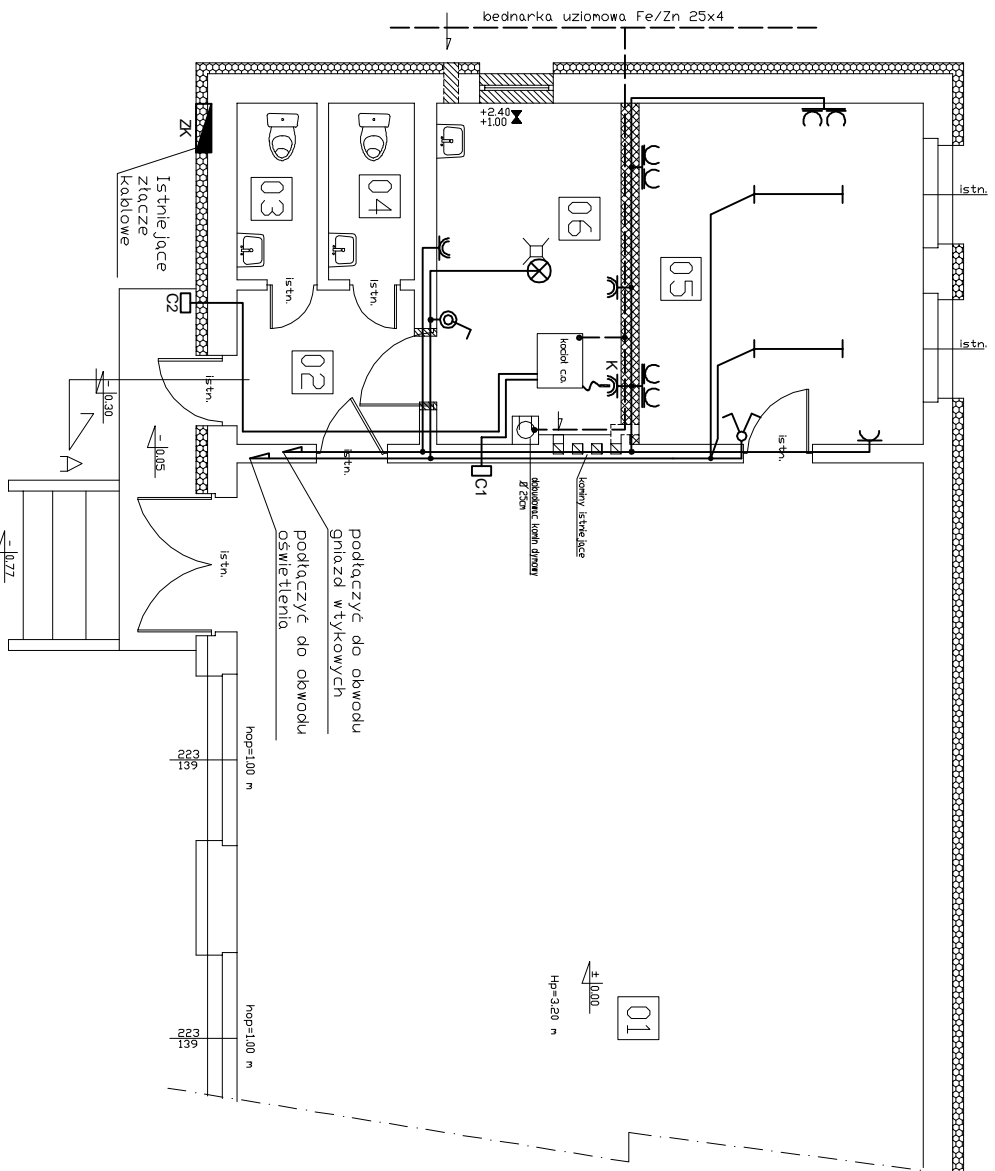 bednarka uziomowa Fe/Zn 25x4
+2.40
+1.00
ZK
Istniejące
złącze
kablowe
03
04
06
05
02
01
istn.
istn.
istn.
istn.
istn.
istn.
istn.
istn.
C2
C1
K
kocioł c.o.
kominy istniejące
dobudować komin dymowy
Ø 25cm
- 0.30
- 0.05
- 0.77
A
podłączyć do obwodu
gniazd wtykowych
podłączyć do obwodu
oświetlenia
hop=1.00 m
223
139
hop=1.00 m
223
139
± 0.00
Hp=3.20 m